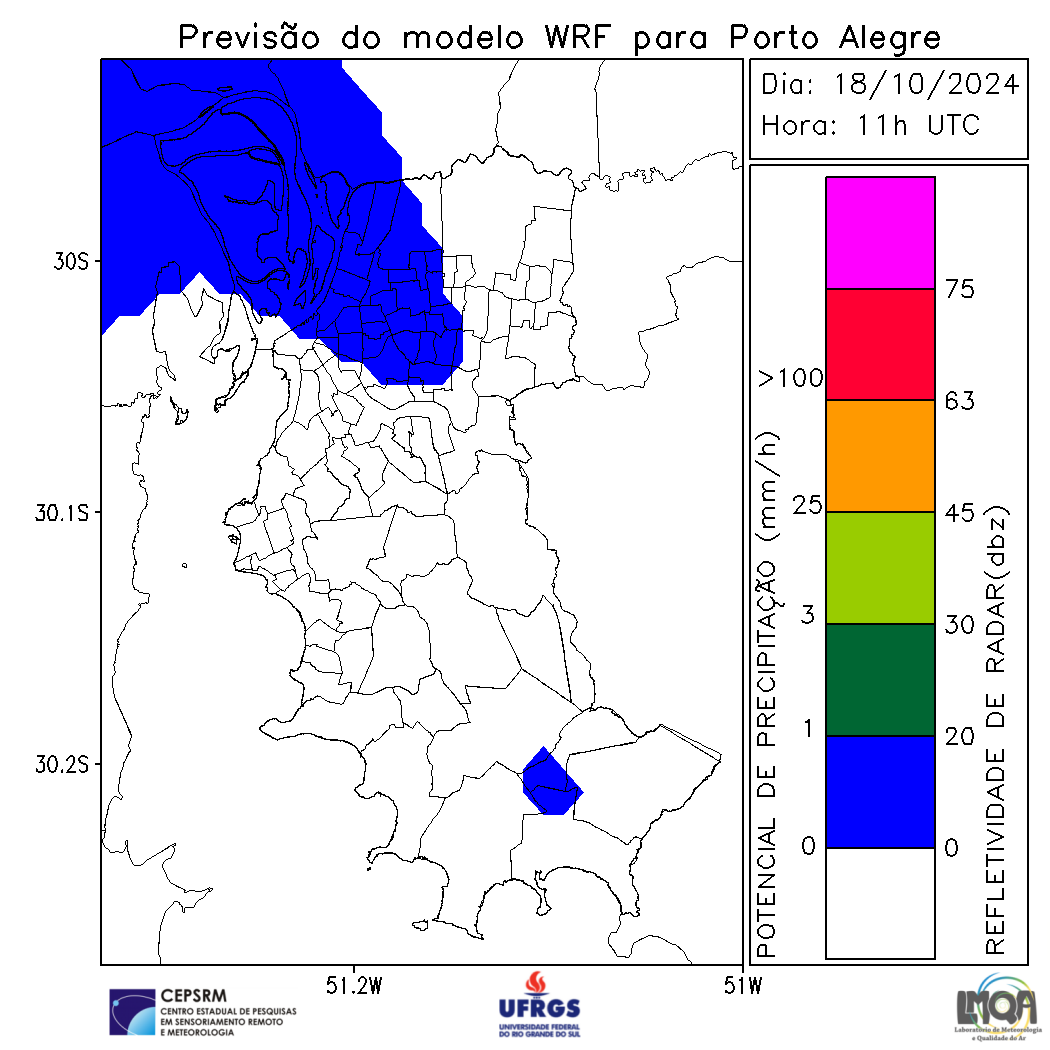 Previsão do modelo WRF para Porto Alegre
Dia: 18/10/2024
Hora: 11h UTC
30S
30.1S
30.2S
51.2W
51W
POTENCIAL DE PRECIPITAÇÃO (mm/h)
>100
25
3
1
0
75
63
45
30
20
0
REFLETIVIDADE DE RADAR(dbz)
CEPSRM
CENTRO ESTADUAL DE PESQUISAS
EM SENSORIAMENTO REMOTO
E METEOROLOGIA
UFRGS
UNIVERSIDADE FEDERAL
DO RIO GRANDE DO SUL
LMQA
Laboratório de Meteorologia
e Qualidade do Ar